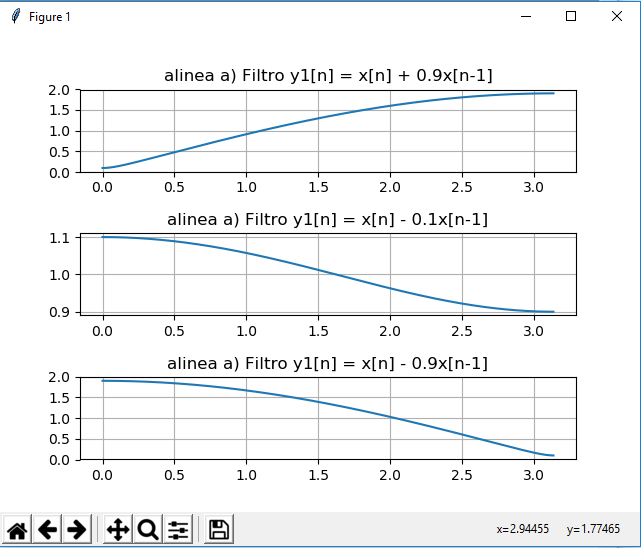 Figure 1
alinea a) Filtro y1[n] = x[n] + 0.9x[n-1]
2.0
1.5
1.0
0.5
0.0
0.0 0.5 1.0 1.5 2.0 2.5 3.0
alinea a) Filtro y1[n] = x[n] - 0.1x[n-1]
1.1
1.0
0.9
0.0 0.5 1.0 1.5 2.0 2.5 3.0
alinea a) Filtro y1[n] = x[n] - 0.9x[n-1]
2.0
1.5
1.0
0.5
0.0
0.0 0.5 1.0 1.5 2.0 2.5 3.0
x=2.94455 y=1.77465